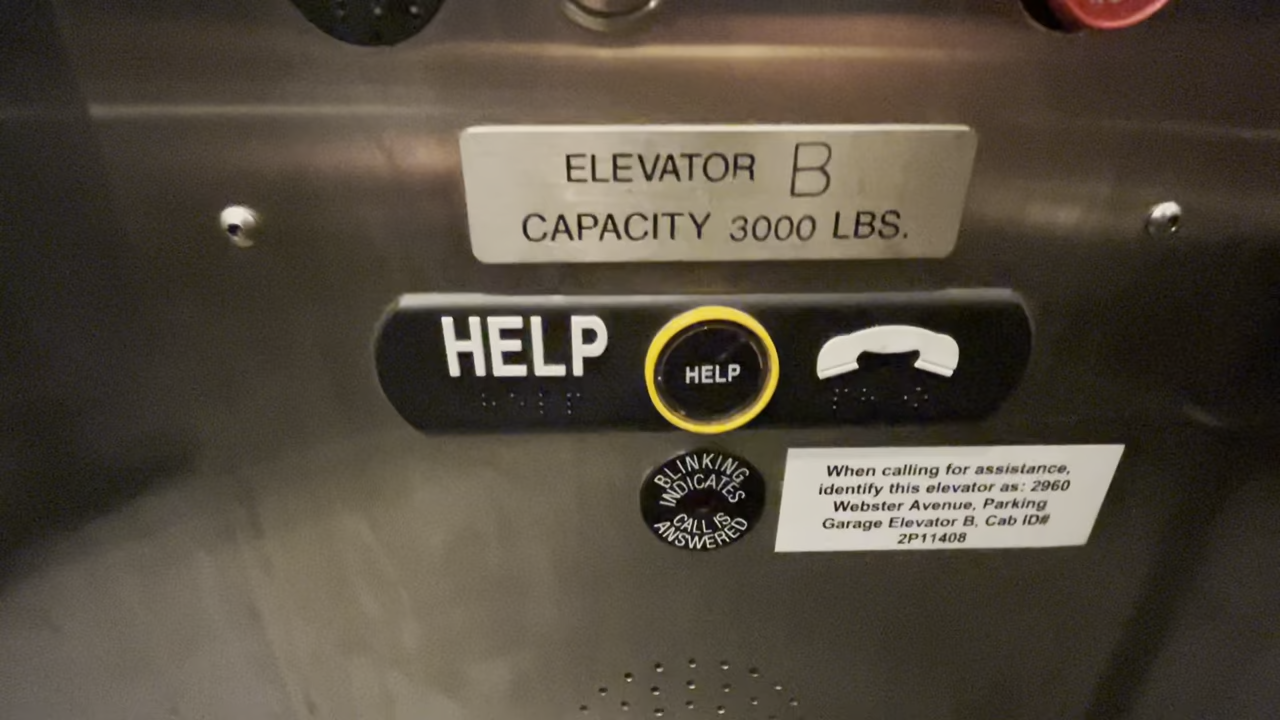 ELEVATOR B
CAPACITY 3000 LBS.
HELP
HELP
BLINKING
INDICATES
CALL IS
ANSWERED
When calling for assistance,
identify this elevator as: 2960
Webster Avenue, Parking
Garage Elevator B, Cab ID#
2P11408